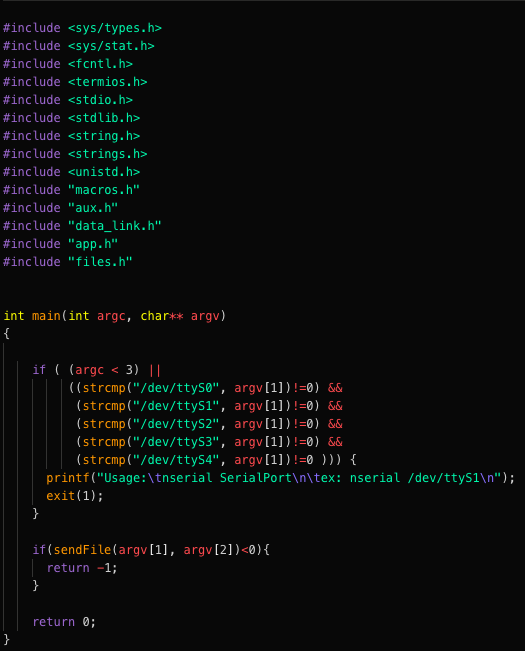 #include <sys/types.h>
#include <sys/stat.h>
#include <fcntl.h>
#include <termios.h>
#include <stdio.h>
#include <stdlib.h>
#include <string.h>
#include <strings.h>
#include <unistd.h>
#include "macros.h"
#include "aux.h"
#include "data_link.h"
#include "app.h"
#include "files.h"
int main(int argc, char** argv)
{
if ( (argc < 3) ||
((strcmp("/dev/ttyS0", argv[1])!=0) &&
(strcmp("/dev/ttyS1", argv[1])!=0) &&
(strcmp("/dev/ttyS2", argv[1])!=0) &&
(strcmp("/dev/ttyS3", argv[1])!=0) &&
(strcmp("/dev/ttyS4", argv[1])!=0 ))) {
printf("Usage:\tnserial SerialPort\n\tex: nserial /dev/ttyS1\n");
exit(1);
}
if(sendFile(argv[1], argv[2])<0){
return -1;
}
return 0;
}